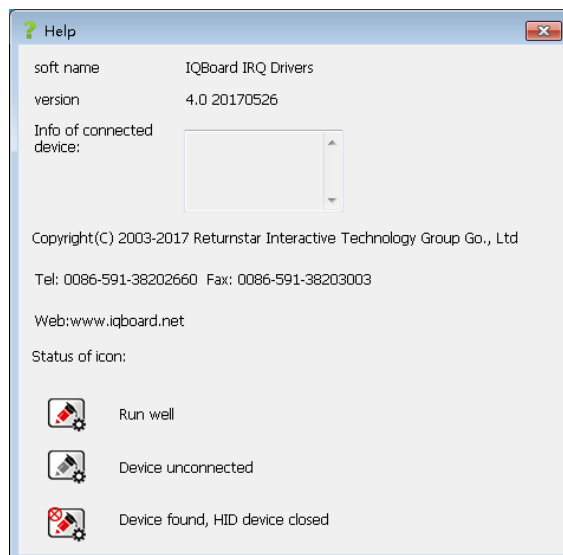 Help
soft name IQBoard IRQ Drivers
version 4.0 20170526
Info of connected
device:
Copyright(C) 2003-2017 Returnstar Interactive Technology Group Go., Ltd
Tel: 0086-591-38202660 Fax: 0086-591-38203003
Web:www.iqboard.net
Status of icon:
Run well
Device unconnected
Device found, HID device closed